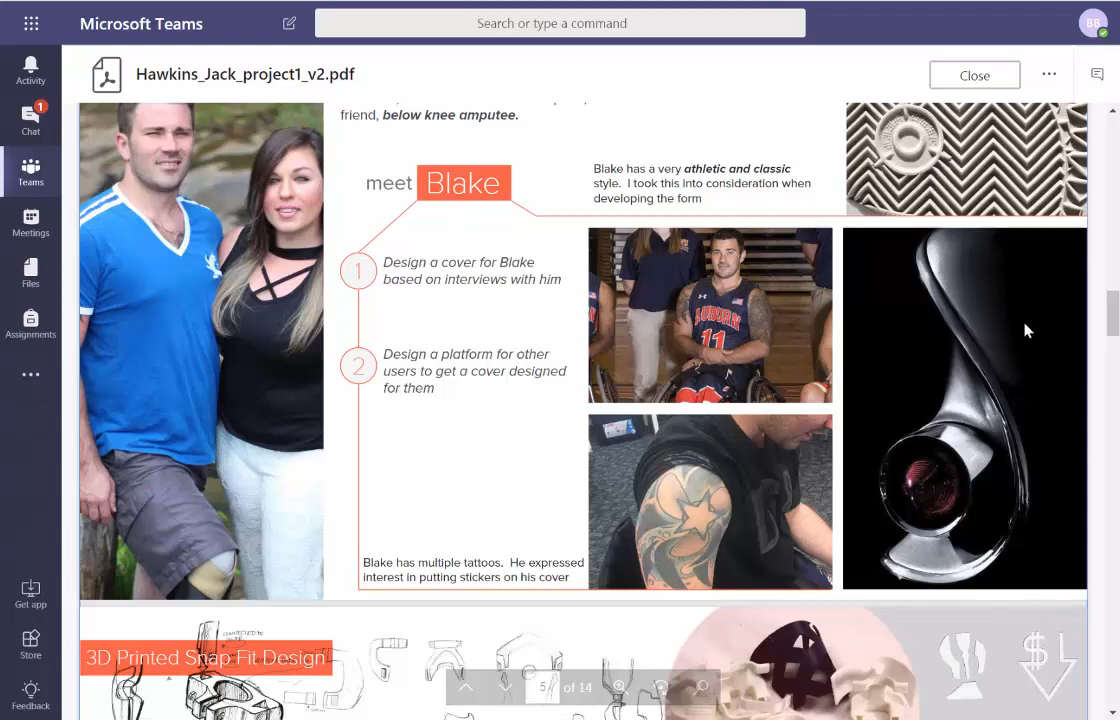 Microsoft Teams
Search or type a command
BB
Activity
Hawkins_Jack_project1_v2.pdf
Close
Chat
1
Teams
Meetings
Files
Assignments
Get app
Store
Feedback
friend, below knee amputee.
meet Blake
Blake has a very athletic and classic
style. I took this into consideration when
developing the form
1
Design a cover for Blake
based on interviews with him
2
Design a platform for other
users to get a cover designed
for them
AUBURN
11
Blake has multiple tattoos. He expressed
interest in putting stickers on his cover
3D Printed Snap Fit Design
5 of 14
$